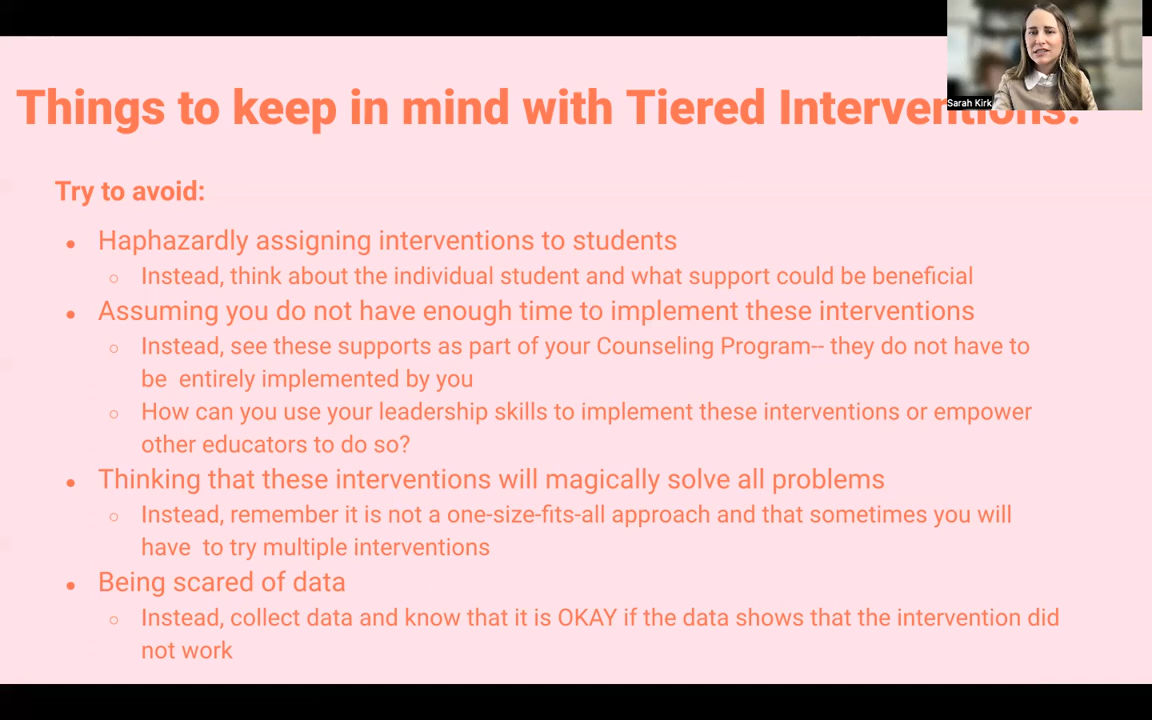 Things to keep in mind with Tiered Interventions:
Sarah Kirk
Try to avoid:
● Haphazardly assigning interventions to students
○ Instead, think about the individual student and what support could be beneficial
● Assuming you do not have enough time to implement these interventions
○ Instead, see these supports as part of your Counseling Program-- they do not have to
be  entirely implemented by you
○ How can you use your leadership skills to implement these interventions or empower
other educators to do so?
● Thinking that these interventions will magically solve all problems
○ Instead, remember it is not a one-size-fits-all approach and that sometimes you will
have  to try multiple interventions
● Being scared of data
○ Instead, collect data and know that it is OKAY if the data shows that the intervention did
not work